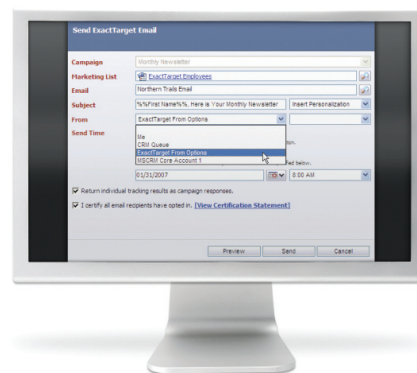 Send ExactTarget Email
Campaign
Monthly Newsletter
Marketing List
ExactTarget Employees
Email
Northern Trails Email
Subject
%%First Name%%, Here is Your Monthly Newsletter
Insert Personalization
From
ExactTarget From Options
Send Time
Me
CRM Queue
ExactTarget From Options
MSCRM Core Account 1
ed below.
01/31/2007
8:00 AM
Return individual tracking results as campaign responses.
I certify all email recipients have opted in. [View Certification Statement]
Preview
Send
Cancel